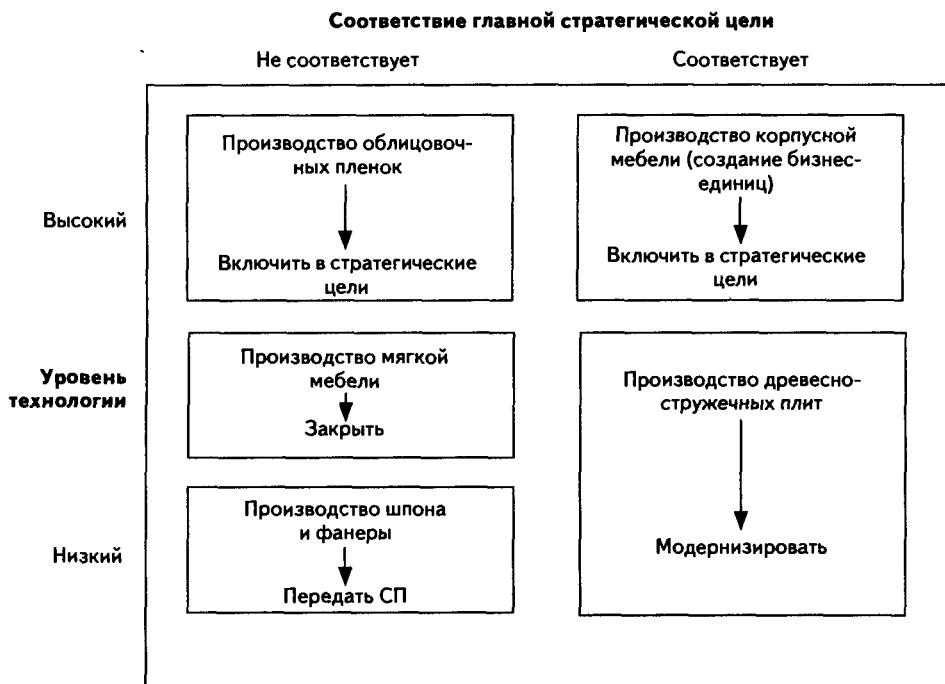 Соответствие главной стратегической цели
Не соответствует
Соответствует
Производство облицовоч-
ных пленок
Включить в стратегические
цели
Производство корпусной
мебели (создание бизнес-
единиц)
Включить в стратегические
цели
Высокий
Уровень
технологии
Производство мягкой
мебели
Закрыть
Производство древесно-
стружечных плит
Модернизировать
Низкий
Производство шпона
и фанеры
Передать СП